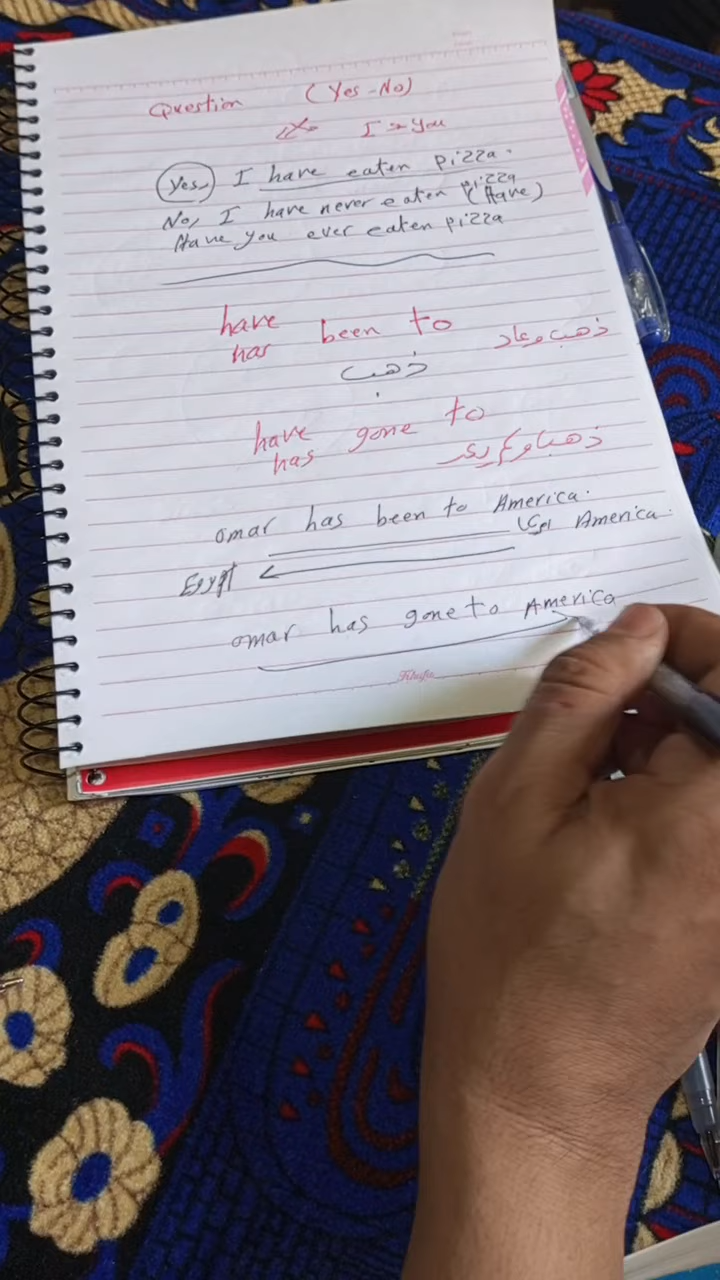 Question (Yes-No)
I → you
Yes, I have eaten pizza.
No, I have never eaten pizza
Have you ever eaten pizza (Have)
have
has been to ذهب وعاد
ذهب
have
has gone to ذهب ولم يعد
omar has been to America.
America
Egypt
omar has gone to America